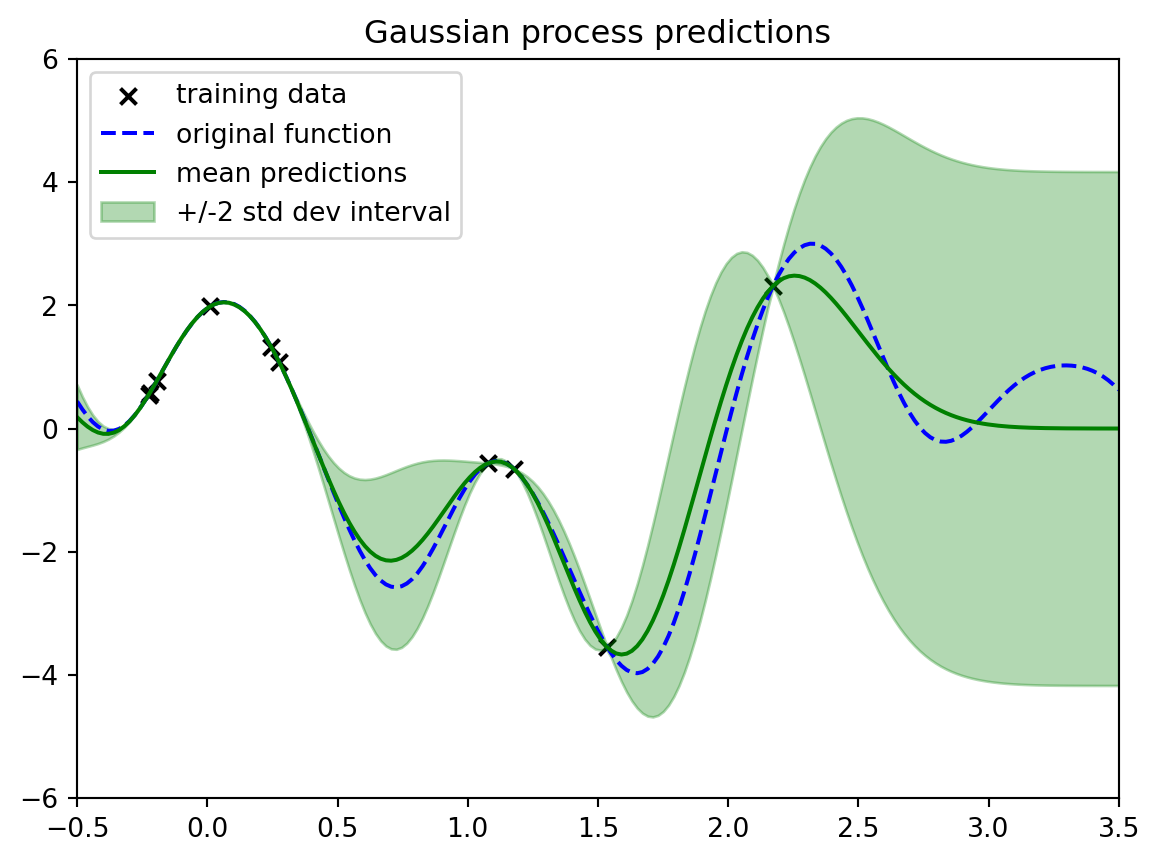 Gaussian process predictions
training data
original function
mean predictions
+/-2 std dev interval
6
4
2
0
−2
−4
−6
−0.5 0.0 0.5 1.0 1.5 2.0 2.5 3.0 3.5